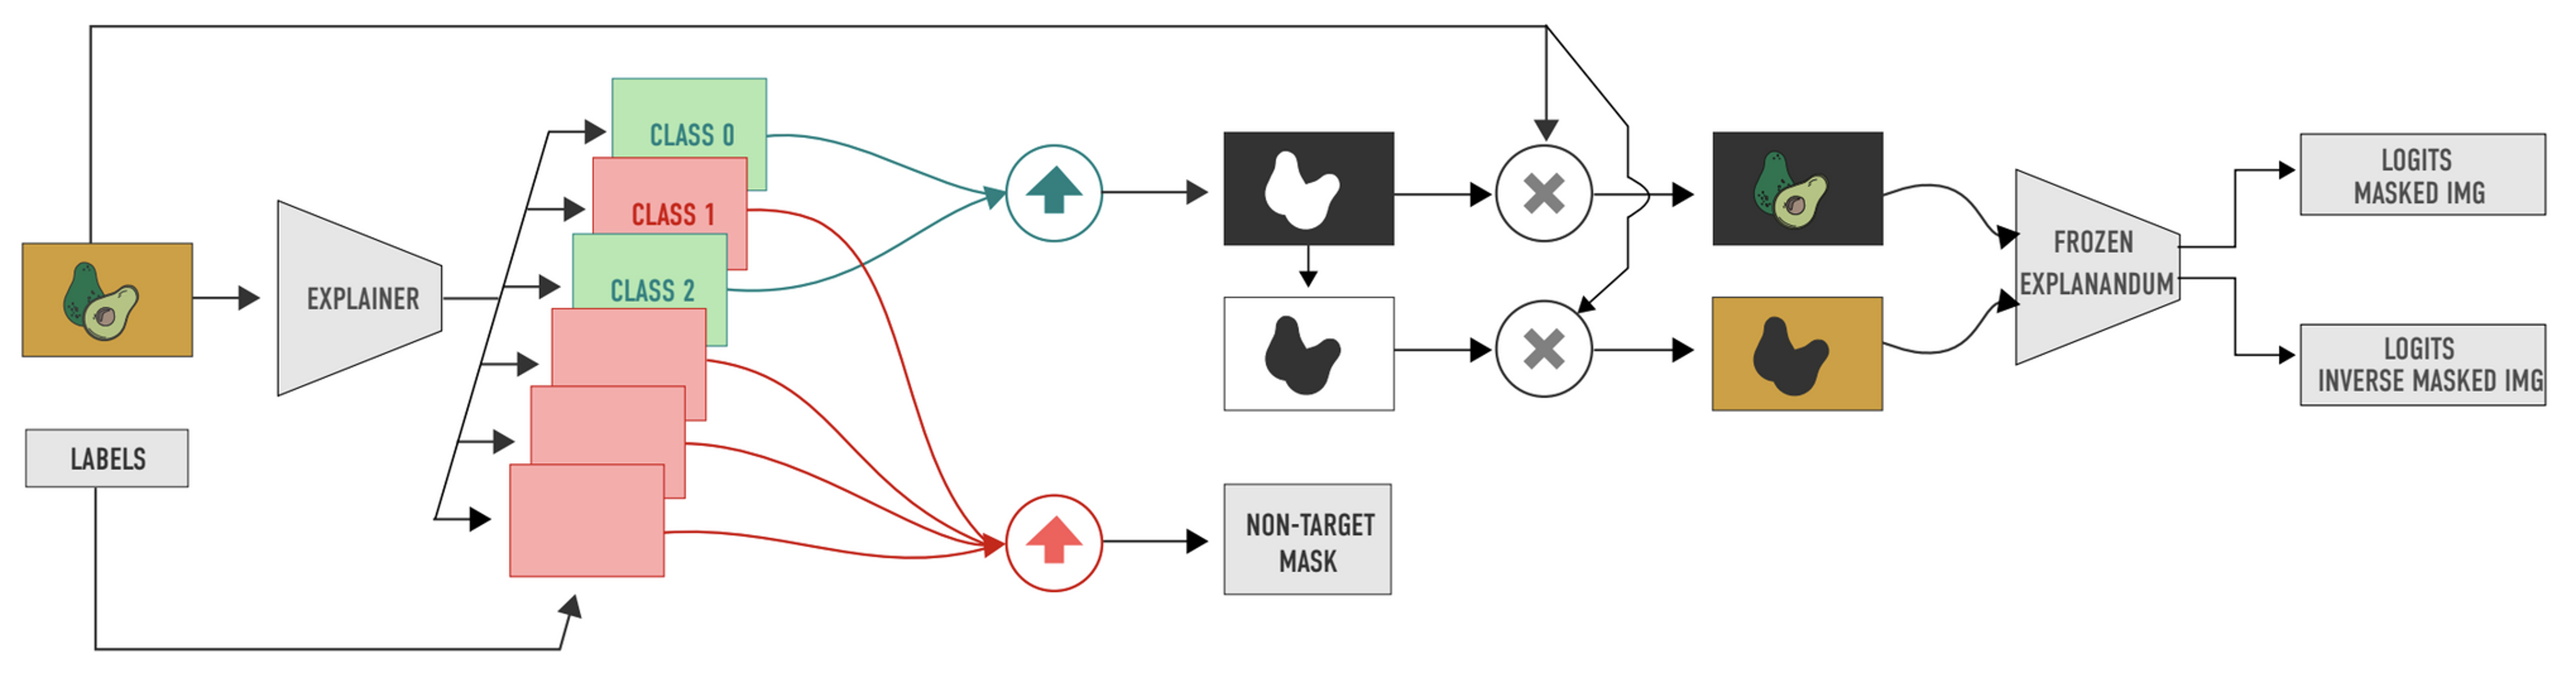 CLASS 0
CLASS 1
CLASS 2
EXPLAINER
LABELS
NON-TARGET
MASK
FROZEN
EXPLANANDUM
LOGITS
MASKED IMG
LOGITS
INVERSE MASKED IMG